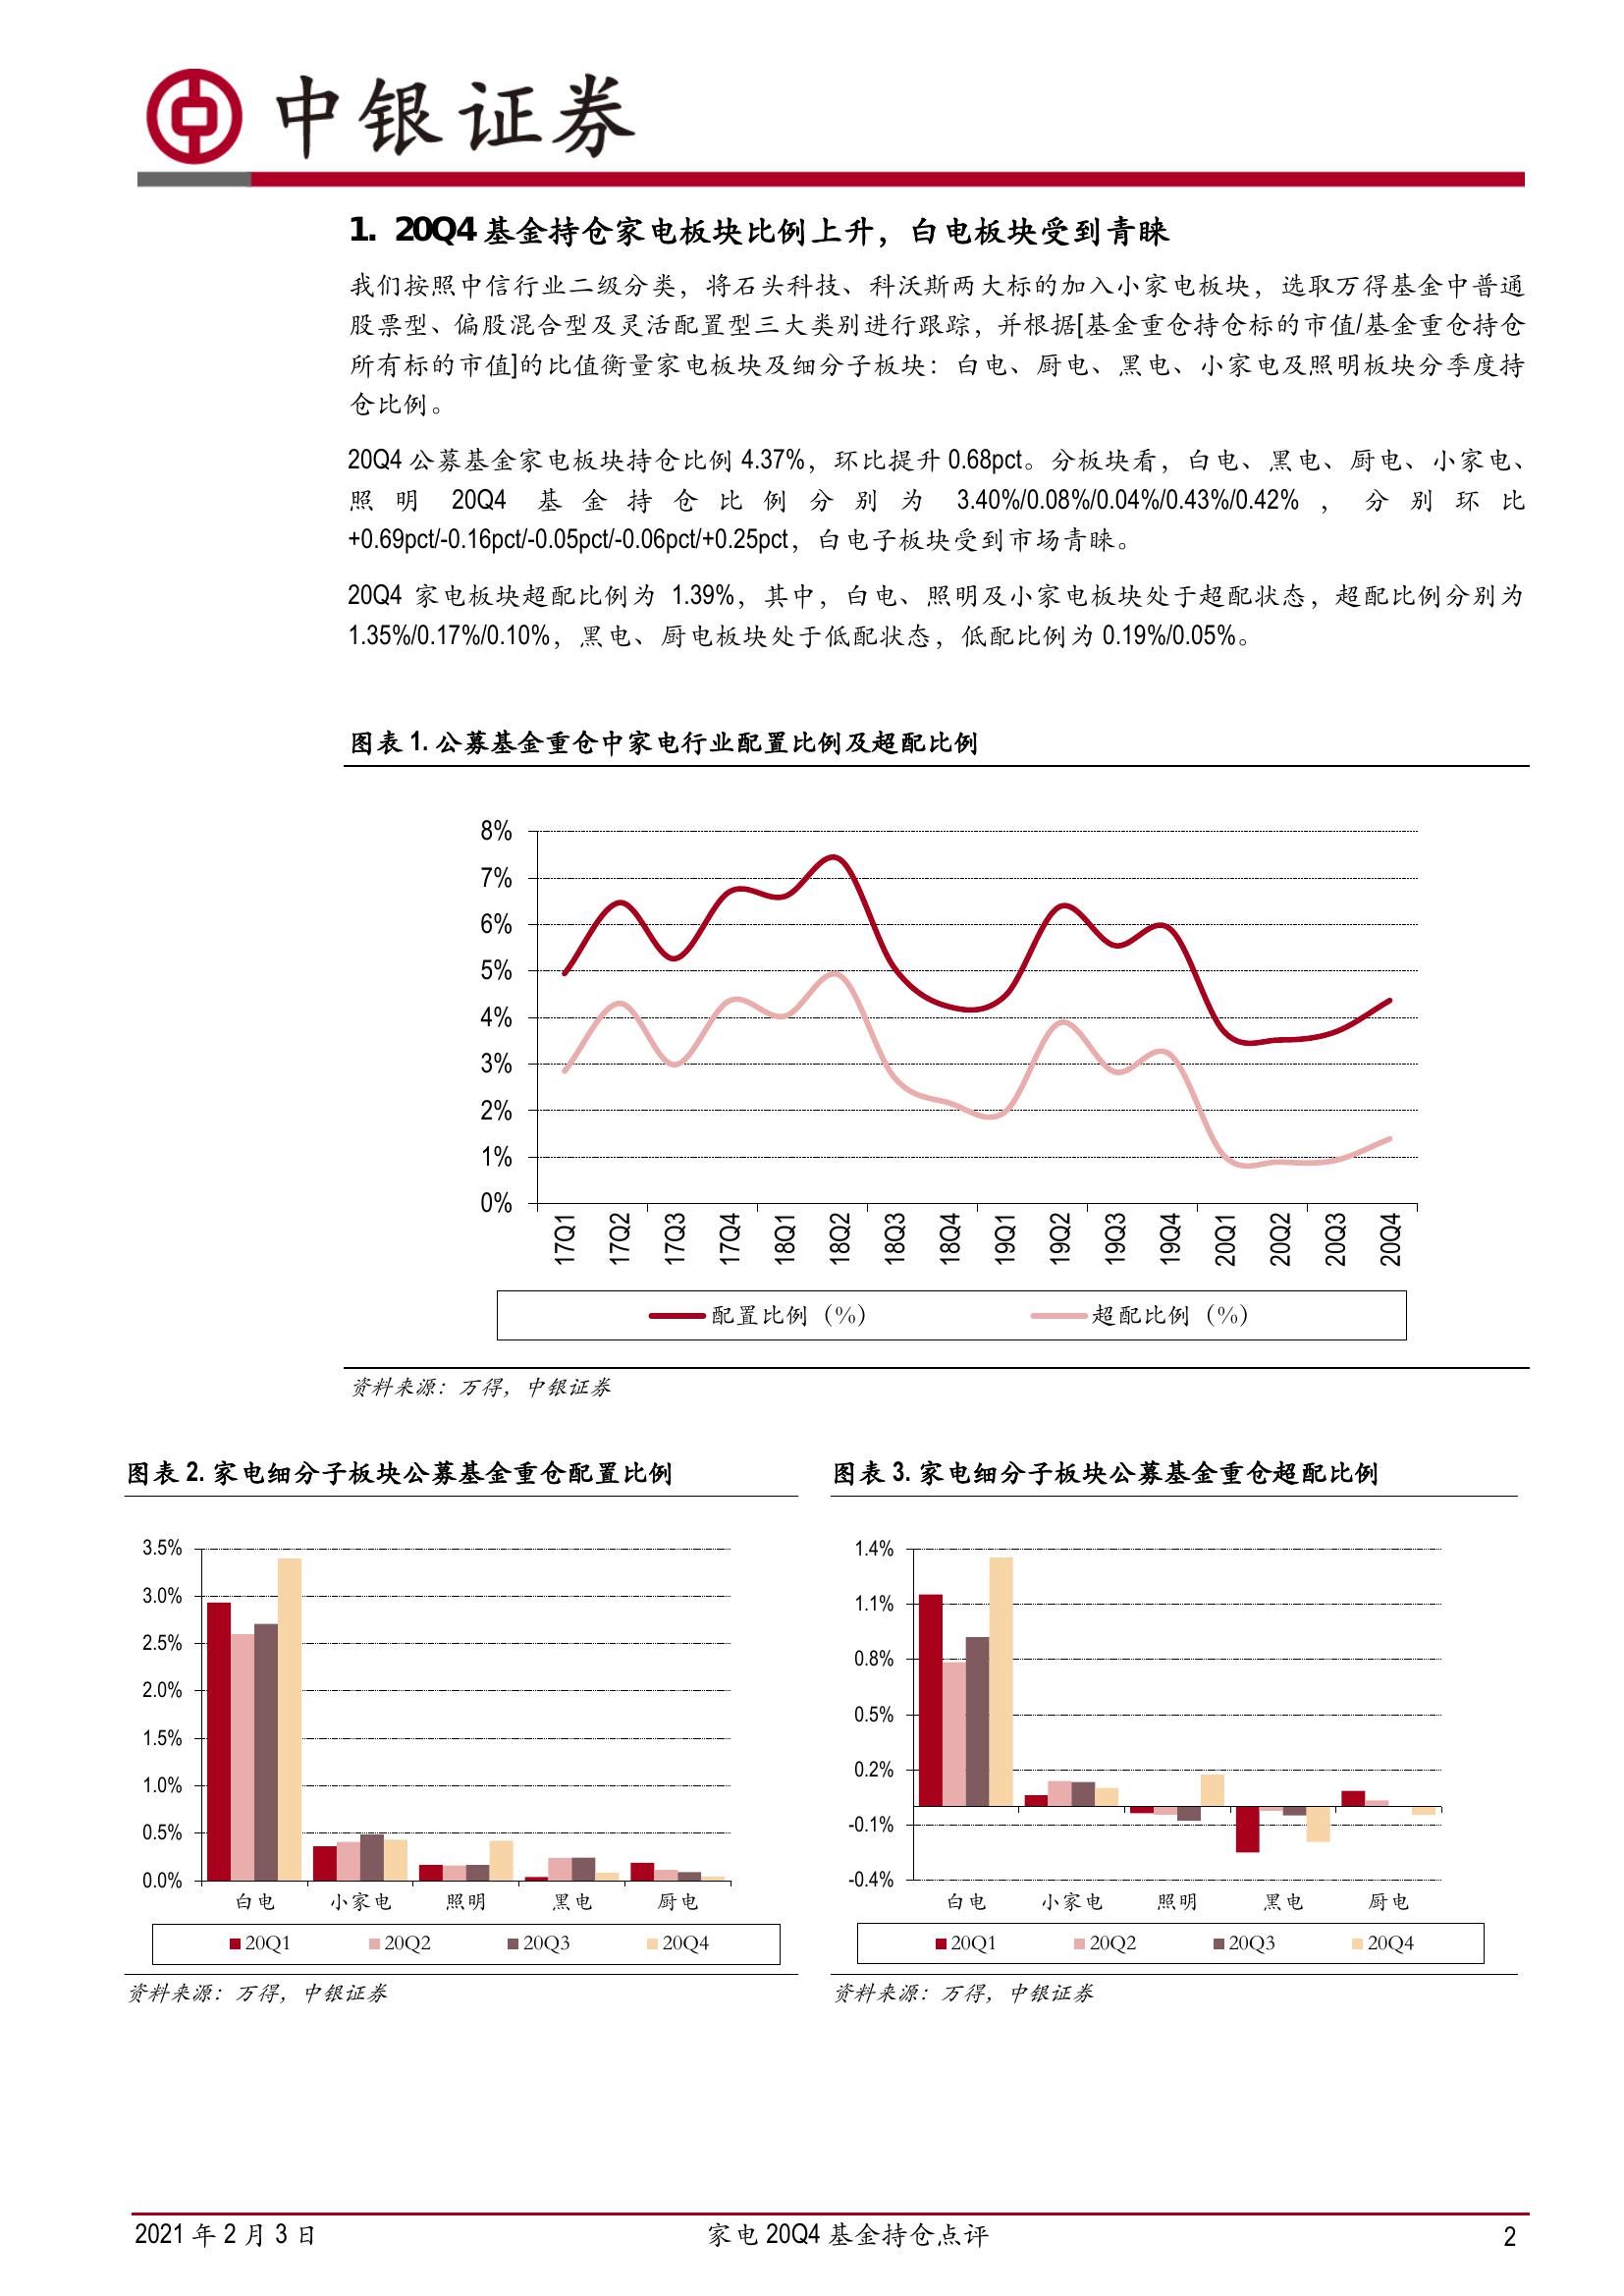 中银证券
1. 20Q4 基金持仓家电板块比例上升，白电板块受到青睐
我们按照中信行业二级分类，将石头科技、科沃斯两大标的加入小家电板块，选取万得基金中普通
股票型、偏股混合型及灵活配置型三大类别进行跟踪，并根据[基金重仓持仓标的市值/基金重仓持仓
所有标的市值]的比值衡量家电板块及细分子板块：白电、厨电、黑电、小家电及照明板块分季度持
仓比例。
20Q4 公募基金家电板块持仓比例 4.37%，环比提升 0.68pct。分板块看，白电、黑电、厨电、小家电、
照明 20Q4 基金持仓比例分别为 3.40%/0.08%/0.04%/0.43%/0.42%，分别环比
+0.69pct/-0.16pct/-0.05pct/-0.06pct/+0.25pct，白电子板块受到市场青睐。
20Q4 家电板块超配比例为 1.39%，其中，白电、照明及小家电板块处于超配状态，超配比例分别为
1.35%/0.17%/0.10%，黑电、厨电板块处于低配状态，低配比例为 0.19%/0.05%。
图表 1. 公募基金重仓中家电行业配置比例及超配比例
8%
7%
6%
5%
4%
3%
2%
1%
0%
17Q1 17Q2 17Q3 17Q4 18Q1 18Q2 18Q3 18Q4 19Q1 19Q2 19Q3 19Q4 20Q1 20Q2 20Q3 20Q4
配置比例（%） 超配比例（%）
资料来源：万得，中银证券
图表 2. 家电细分子板块公募基金重仓配置比例
3.5%
3.0%
2.5%
2.0%
1.5%
1.0%
0.5%
0.0%
白电 小家电 照明 黑电 厨电
20Q1 20Q2 20Q3 20Q4
资料来源：万得，中银证券
图表 3. 家电细分子板块公募基金重仓超配比例
1.4%
1.1%
0.8%
0.5%
0.2%
-0.1%
-0.4%
白电 小家电 照明 黑电 厨电
20Q1 20Q2 20Q3 20Q4
资料来源：万得，中银证券
2021 年 2 月 3 日 家电 20Q4 基金持仓点评 2